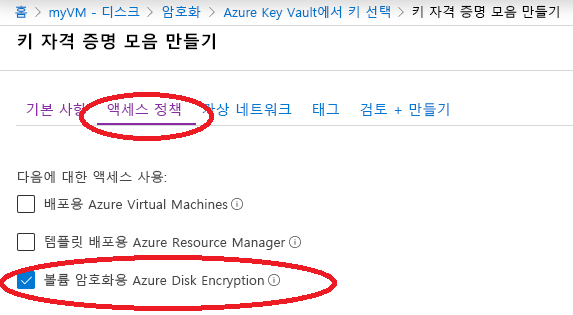 홈 > myVM - 디스크 > 암호화 > Azure Key Vault에서 키 선택 > 키 자격 증명 모음 만들기
키 자격 증명 모음 만들기
기본 사항 액세스 정책 가상 네트워크 태그 검토 + 만들기
다음에 대한 액세스 사용:
배포용 Azure Virtual Machines
템플릿 배포용 Azure Resource Manager
볼륨 암호화용 Azure Disk Encryption